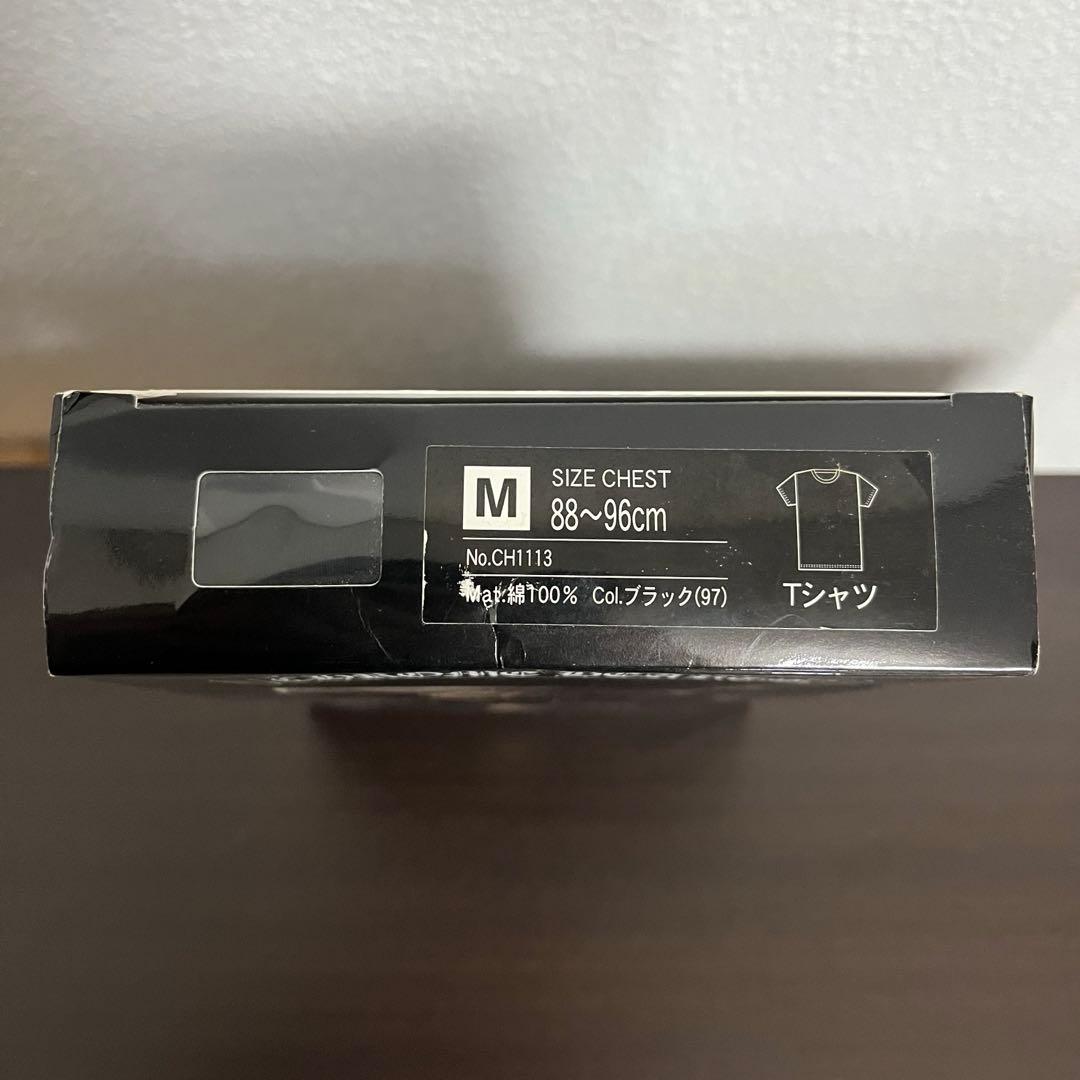 M
SIZE CHEST
88～96cm
No.CH1113
Mat.綿100% Col.ブラック(97)
Tシャツ